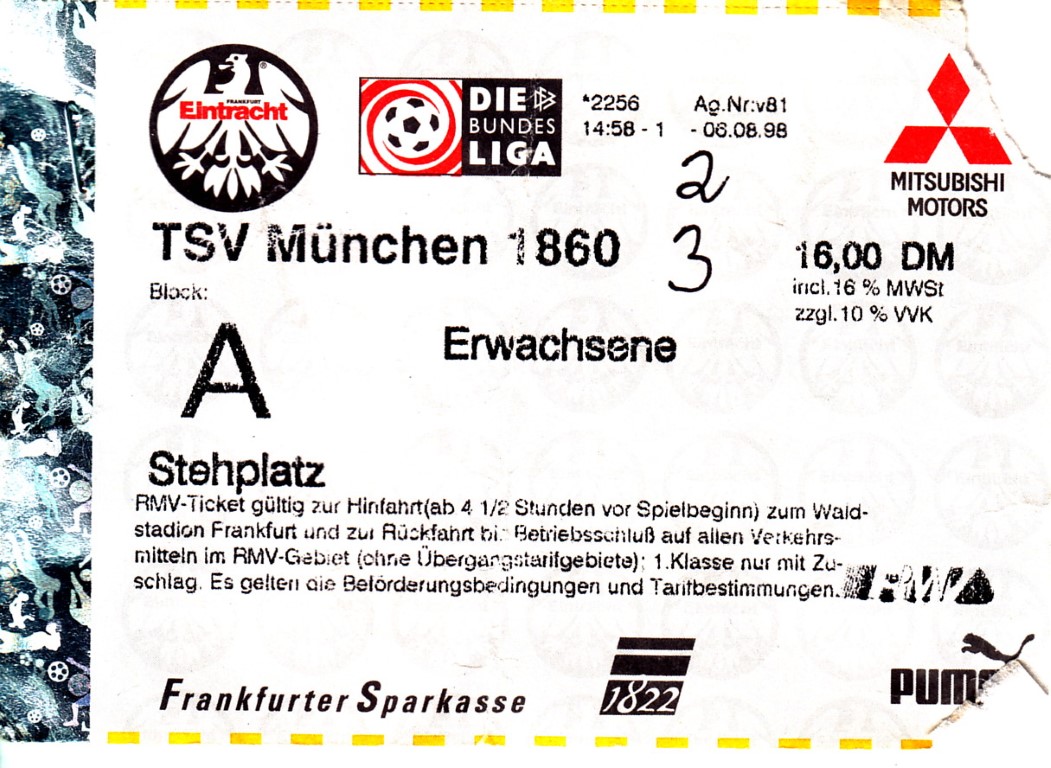 FRANKFURT
Eintracht
DIE DFB
BUNDES
LIGA
*2256 Ag.Nr:v81
14:58 - 1 - 06.08.98
MITSUBISHI
MOTORS
2
TSV München 1860
3
16,00 DM
incl.16 % MWSt
zzgl.10 % VVK
Block:
A
Erwachsene
Stehplatz
RMV-Ticket gültig zur Hinfahrt(ab 4 1/2 Stunden vor Spielbeginn) zum Wald-
stadion Frankfurt und zur Rückfahrt bis Betriebsschluß auf allen Verkehrs-
mitteln im RMV-Gebiet (ohne Übergangstarifgebiete); 1.Klasse nur mit Zu-
schlag. Es gelten die Beförderungsbedingungen und Tarifbestimmungen.
Frankfurter Sparkasse
1822
PUMA